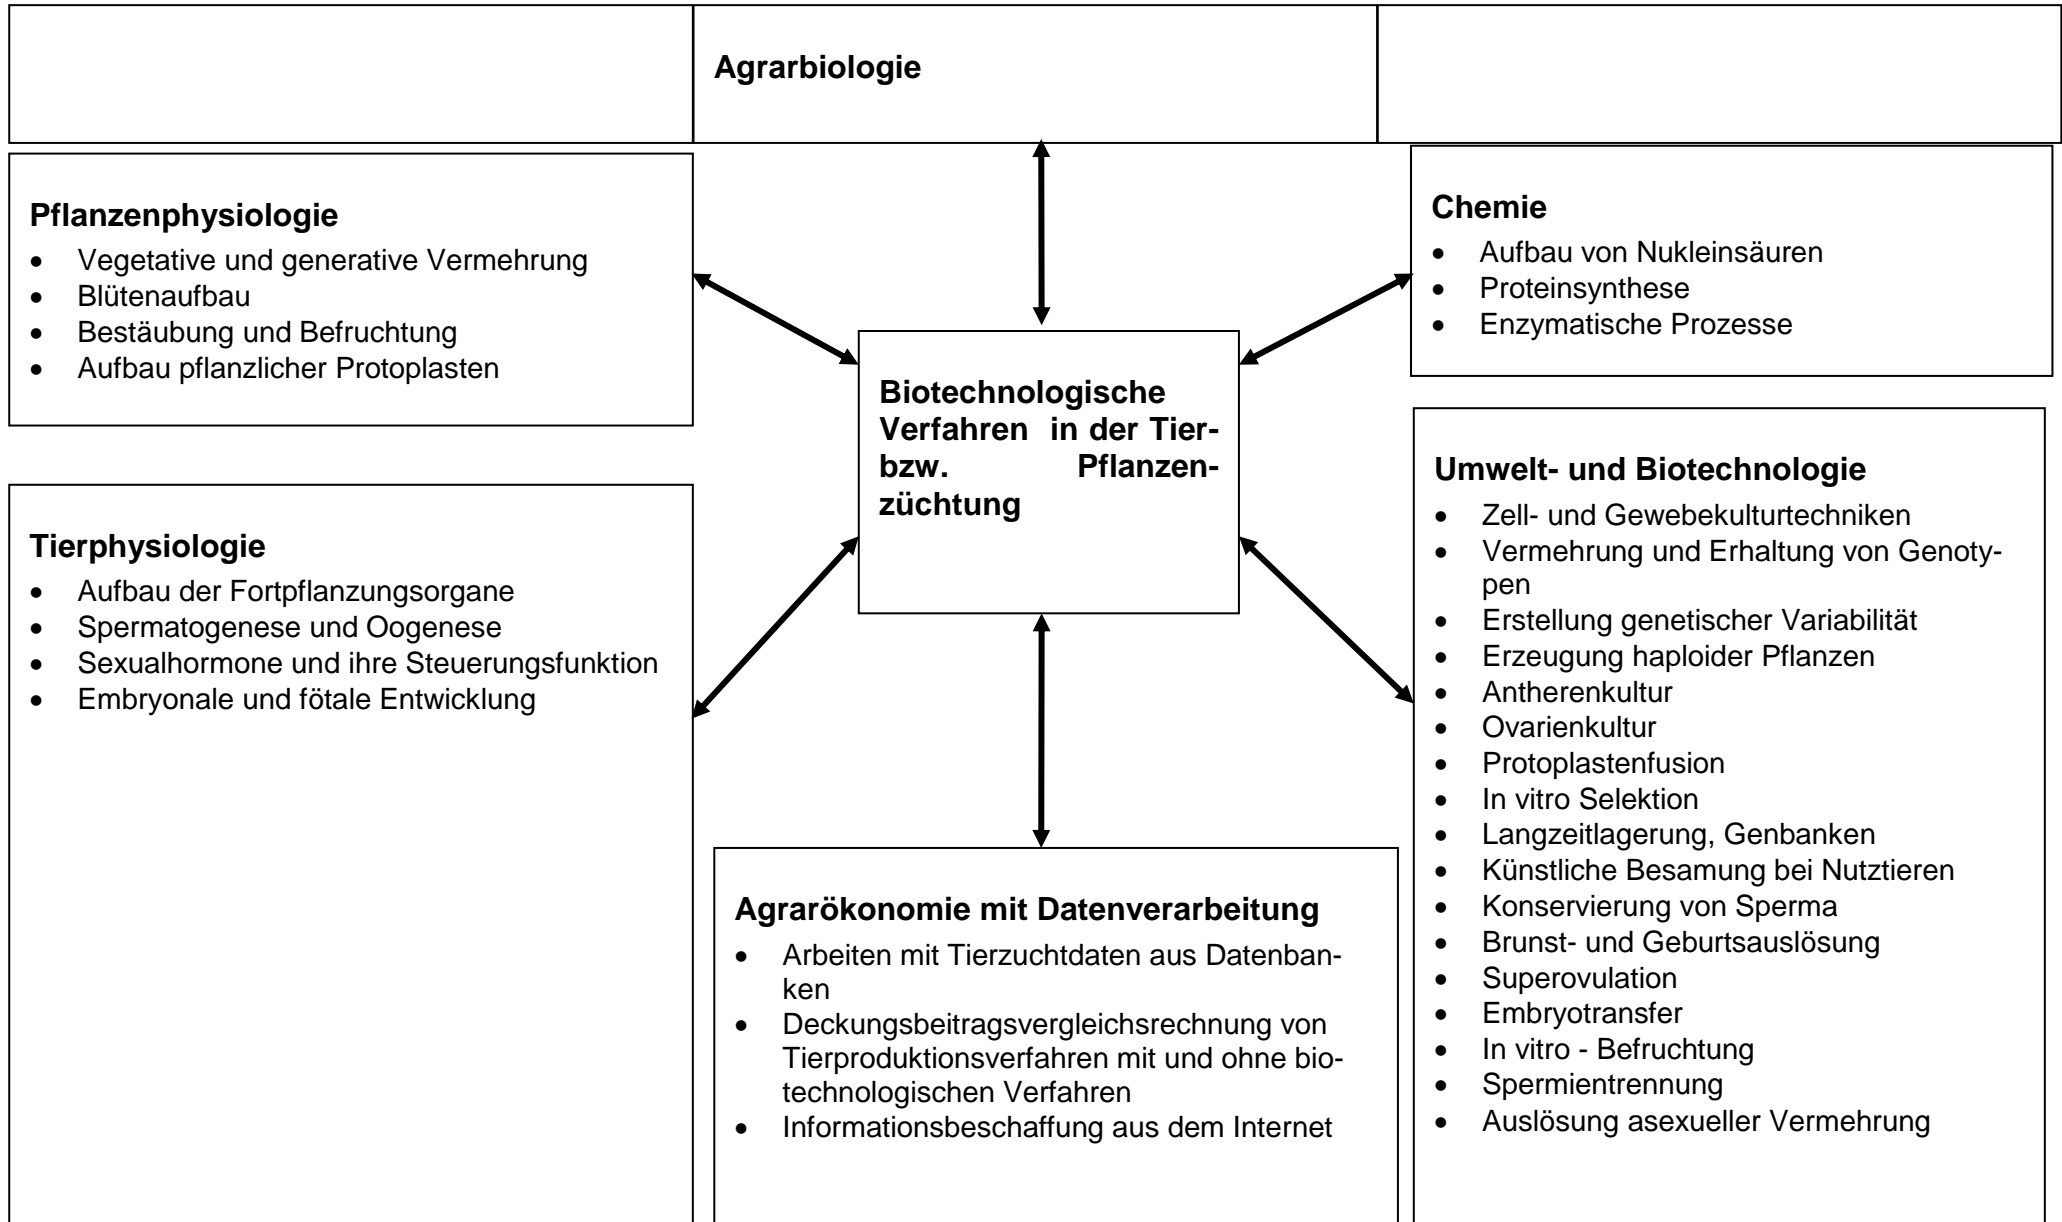 Agrarbiologie
Pflanzenphysiologie
• Vegetative und generative Vermehrung
• Blütenaufbau
• Bestäubung und Befruchtung
• Aufbau pflanzlicher Protoplasten
Chemie
• Aufbau von Nukleinsäuren
• Proteinsynthese
• Enzymatische Prozesse
Biotechnologische
Verfahren in der Tier-
bzw. Pflanzen-
züchtung
Tierphysiologie
• Aufbau der Fortpflanzungsorgane
• Spermatogenese und Oogenese
• Sexualhormone und ihre Steuerungsfunktion
• Embryonale und fötale Entwicklung
Umwelt- und Biotechnologie
• Zell- und Gewebekulturtechniken
• Vermehrung und Erhaltung von Genoty-
pen
• Erstellung genetischer Variabilität
• Erzeugung haploider Pflanzen
• Antherenkultur
• Ovarienkultur
• Protoplastenfusion
• In vitro Selektion
• Langzeitlagerung, Genbanken
• Künstliche Besamung bei Nutztieren
• Konservierung von Sperma
• Brunst- und Geburtsauslösung
• Superovulation
• Embryotransfer
• In vitro - Befruchtung
• Spermientrennung
• Auslösung asexueller Vermehrung
Agrarökonomie mit Datenverarbeitung
• Arbeiten mit Tierzuchtdaten aus Datenban-
ken
• Deckungsbeitragsvergleichsrechnung von
Tierproduktionsverfahren mit und ohne bio-
technologischen Verfahren
• Informationsbeschaffung aus dem Internet